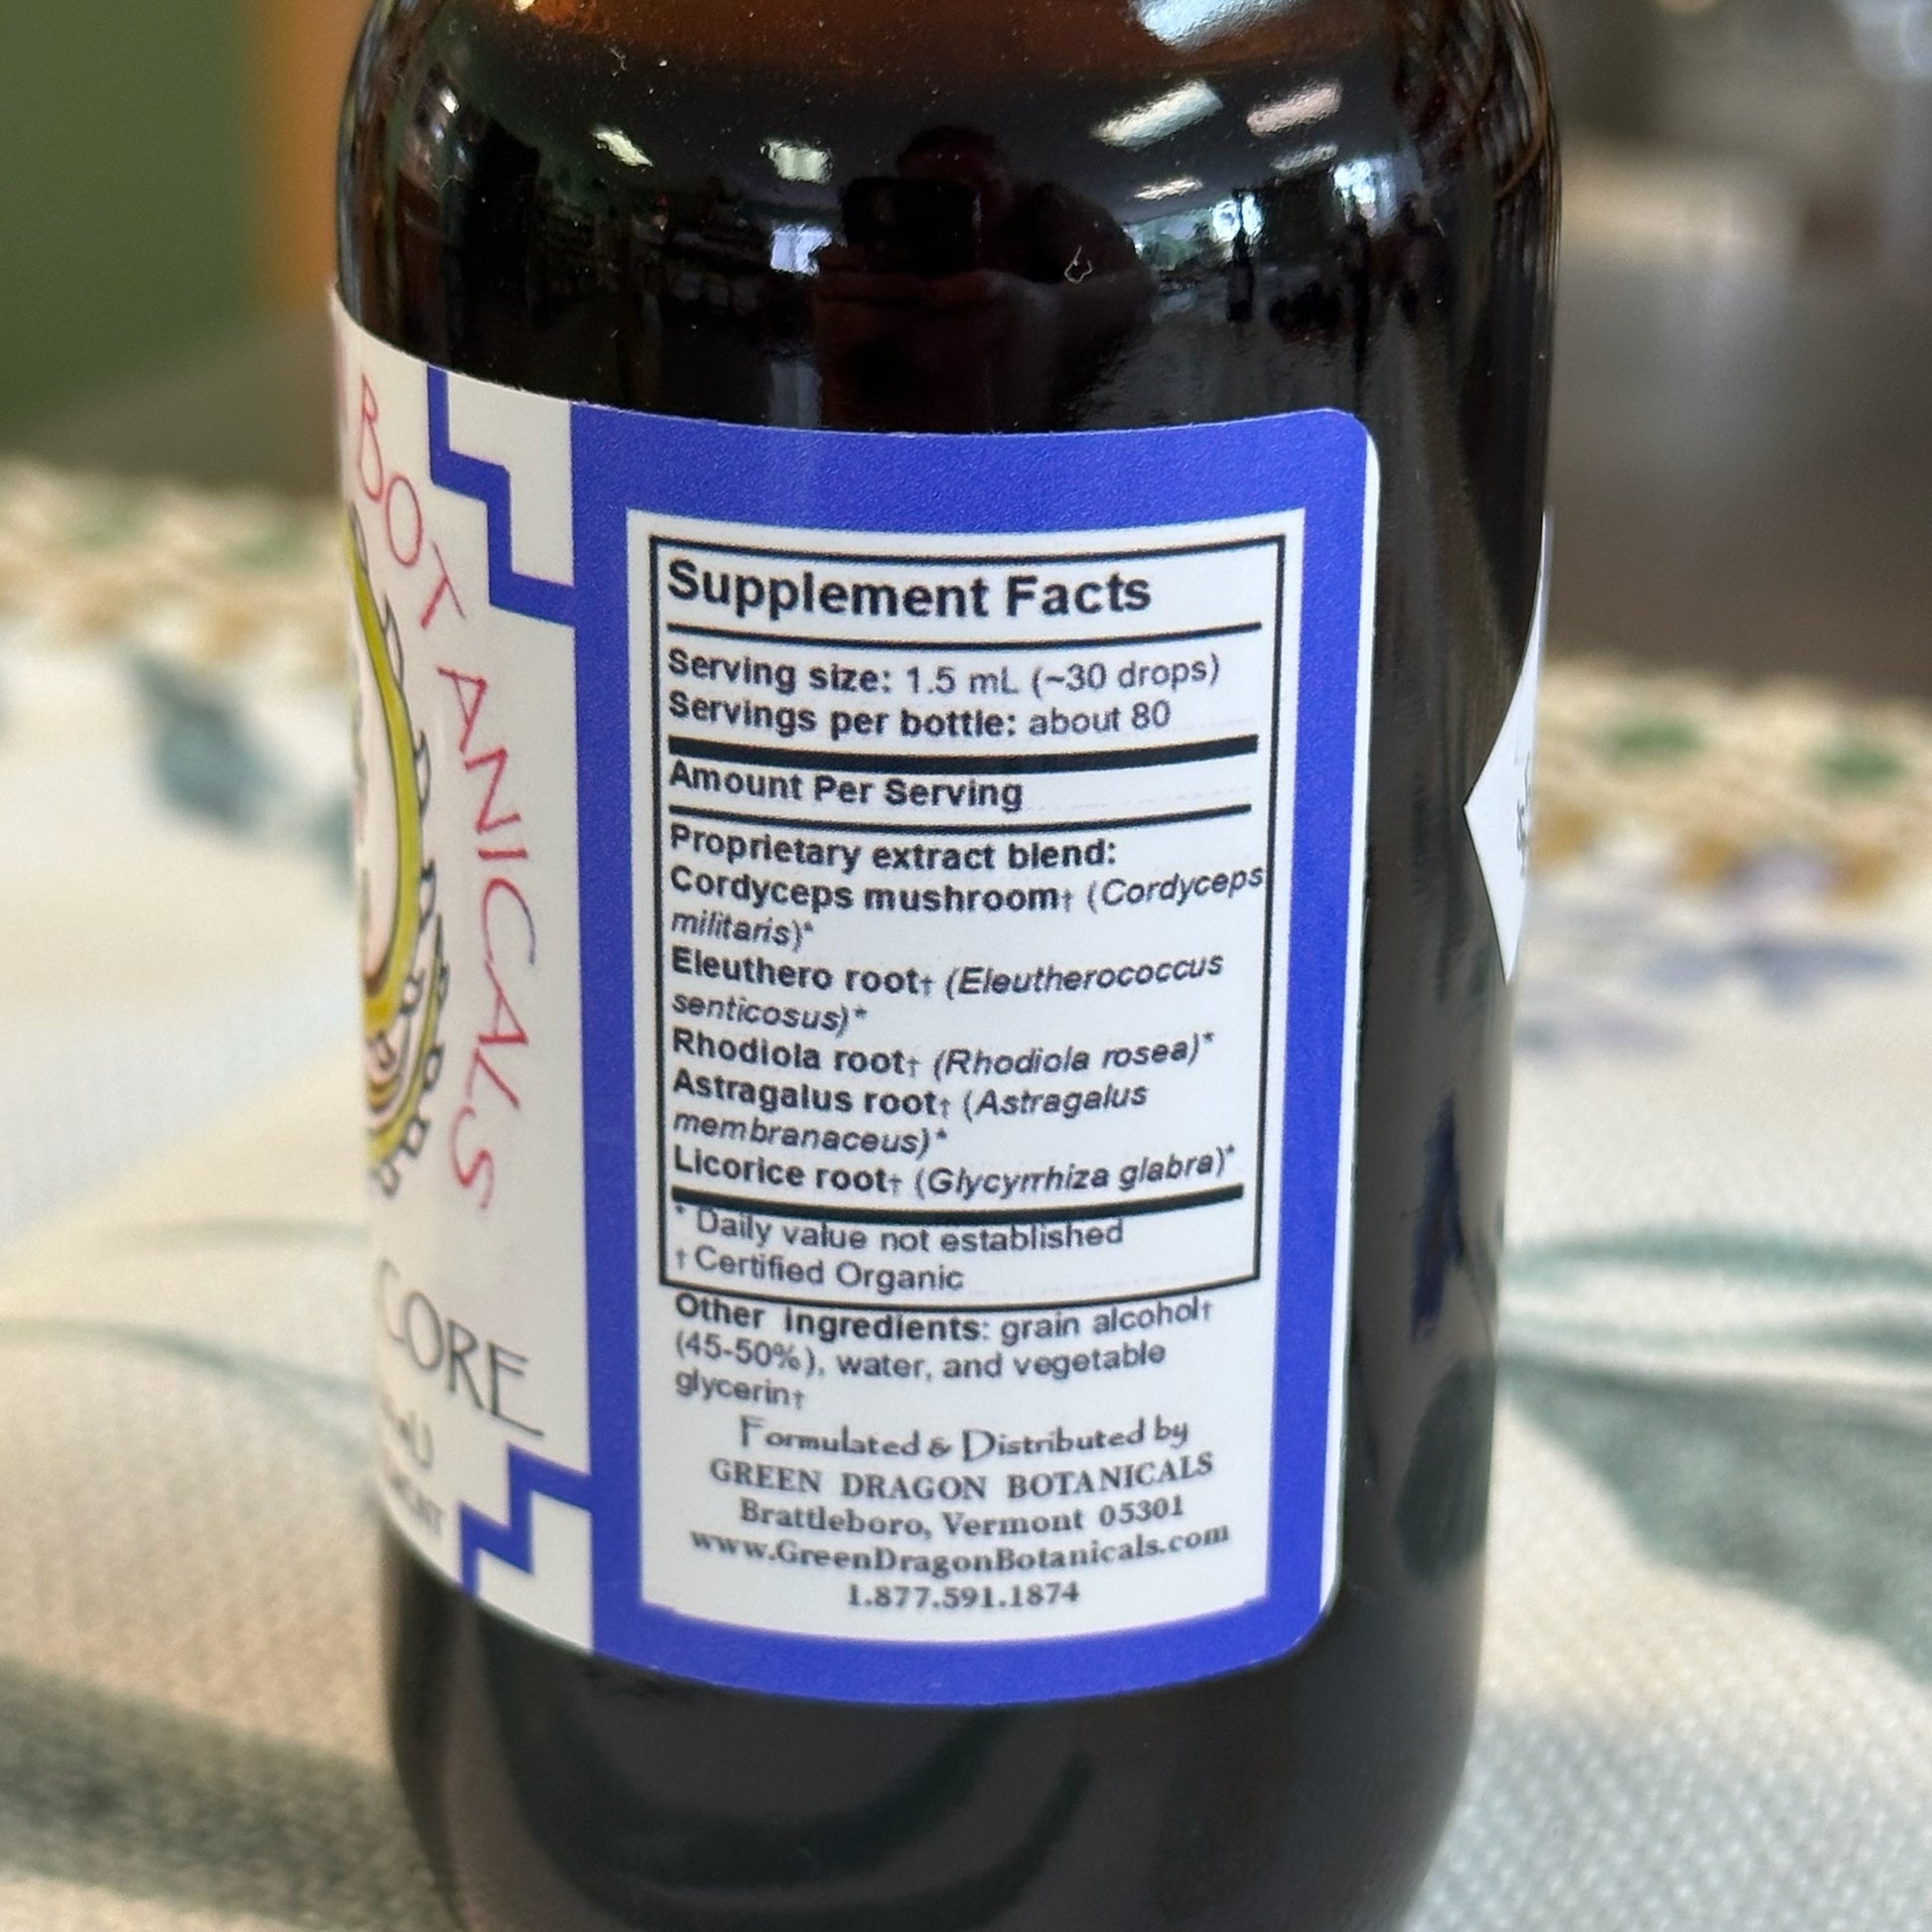 BOTANICALS
CORE
Supplement Facts
Serving size: 1.5 mL (~30 drops)
Servings per bottle: about 80
Amount Per Serving
Proprietary extract blend:
Cordyceps mushroom† (Cordyceps
militaris)*
Eleuthero root† (Eleutherococcus
senticosus)*
Rhodiola root† (Rhodiola rosea)*
Astragalus root† (Astragalus
membranaceus)*
Licorice root† (Glycyrrhiza glabra)*
* Daily value not established
† Certified Organic
Other ingredients: grain alcohol†
(45-50%), water, and vegetable
glycerin†
Formulated & Distributed by
GREEN DRAGON BOTANICALS
Brattleboro, Vermont 05301
www.GreenDragonBotanicals.com
1.877.591.1874